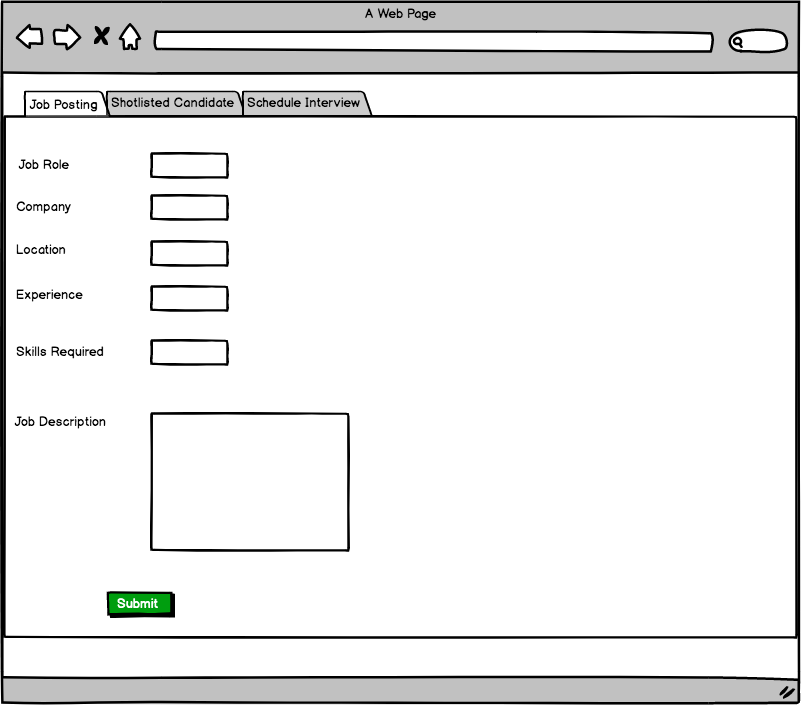 A Web Page
Job Posting
Shotlisted Candidate
Schedule Interview
Job Role
Company
Location
Experience
Skills Required
Job Description
Submit